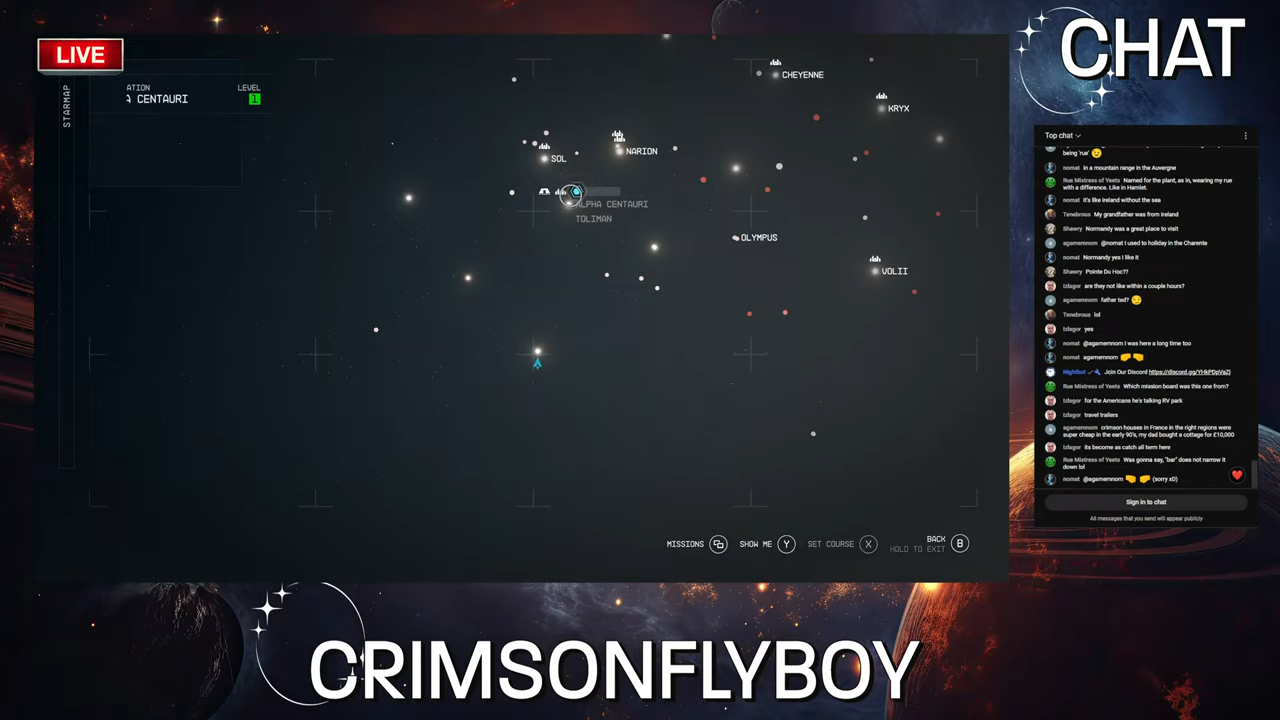 LIVE
CHAT
STARMAP
ATION
CENTAURI
LEVEL
1
CHEYENNE
KRYX
SOL
NARION
ALPHA CENTAURI
TOLIMAN
OLYMPUS
VOLII
MISSIONS
SHOME ME Y
SET COURSE X
BACK
HOLD TO EXIT
B
Top chat
being 'rue'
nomat In a mountain range in the Auvergne
Rue Mistress of Yeets Named for the plant, as in, wearing my rue
with a difference. Like in Hamlet.
nomat It's like ireland without the sea
Tenebrous My grandfather was from Ireland
Shawry Normandy was a great place to visit
agamemnom @nomat I used to holiday in the Charente
nomat Normandy yes I like it
Shawry Pointe Du Hoc??
Izlagor are they not like within a couple hours?
agamemnom father ted?
Tenebrous lol
Izlagor yes
nomat @agamemnom I was here a long time too
nomat agamemnom
Nightbot Join Our Discord https://discord.gg/YHkPDpVaZj
Rue Mistress of Yeets Which mission board was this one from?
Izlagor for the Americans he's talking RV park
Izlagor travel trailers
agamemnom crimson houses in France in the right regions were
super cheap in the early 90's, my dad bought a cottage for £10,000
Izlagor its become as catch all term here
Rue Mistress of Yeets Was gonna say, "bar" does not narrow it
down lol
nomat @agamemnom (sorry xD)
Sign in to chat
All messages that you send will appear publicly
CRIMSONFLYBOY